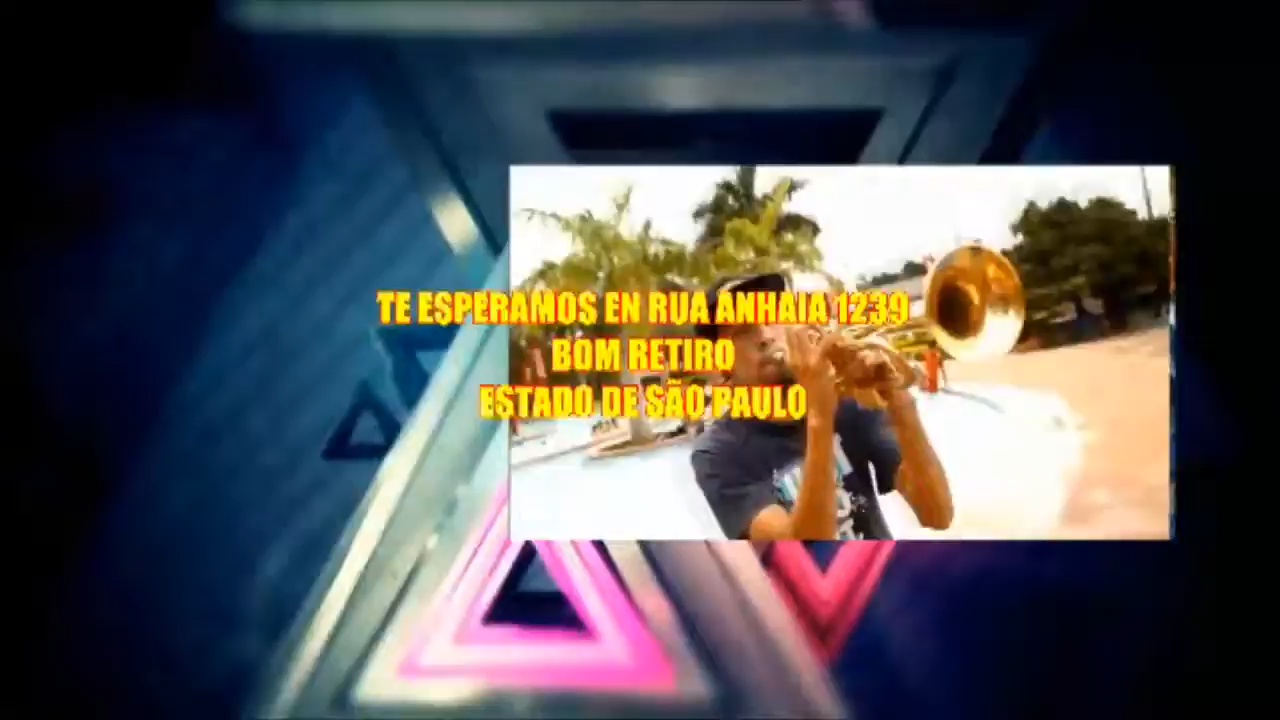 TE ESPERAMOS EN RUA ANHAIA 1239
BOM RETIRO
ESTADO DE SÃO PAULO